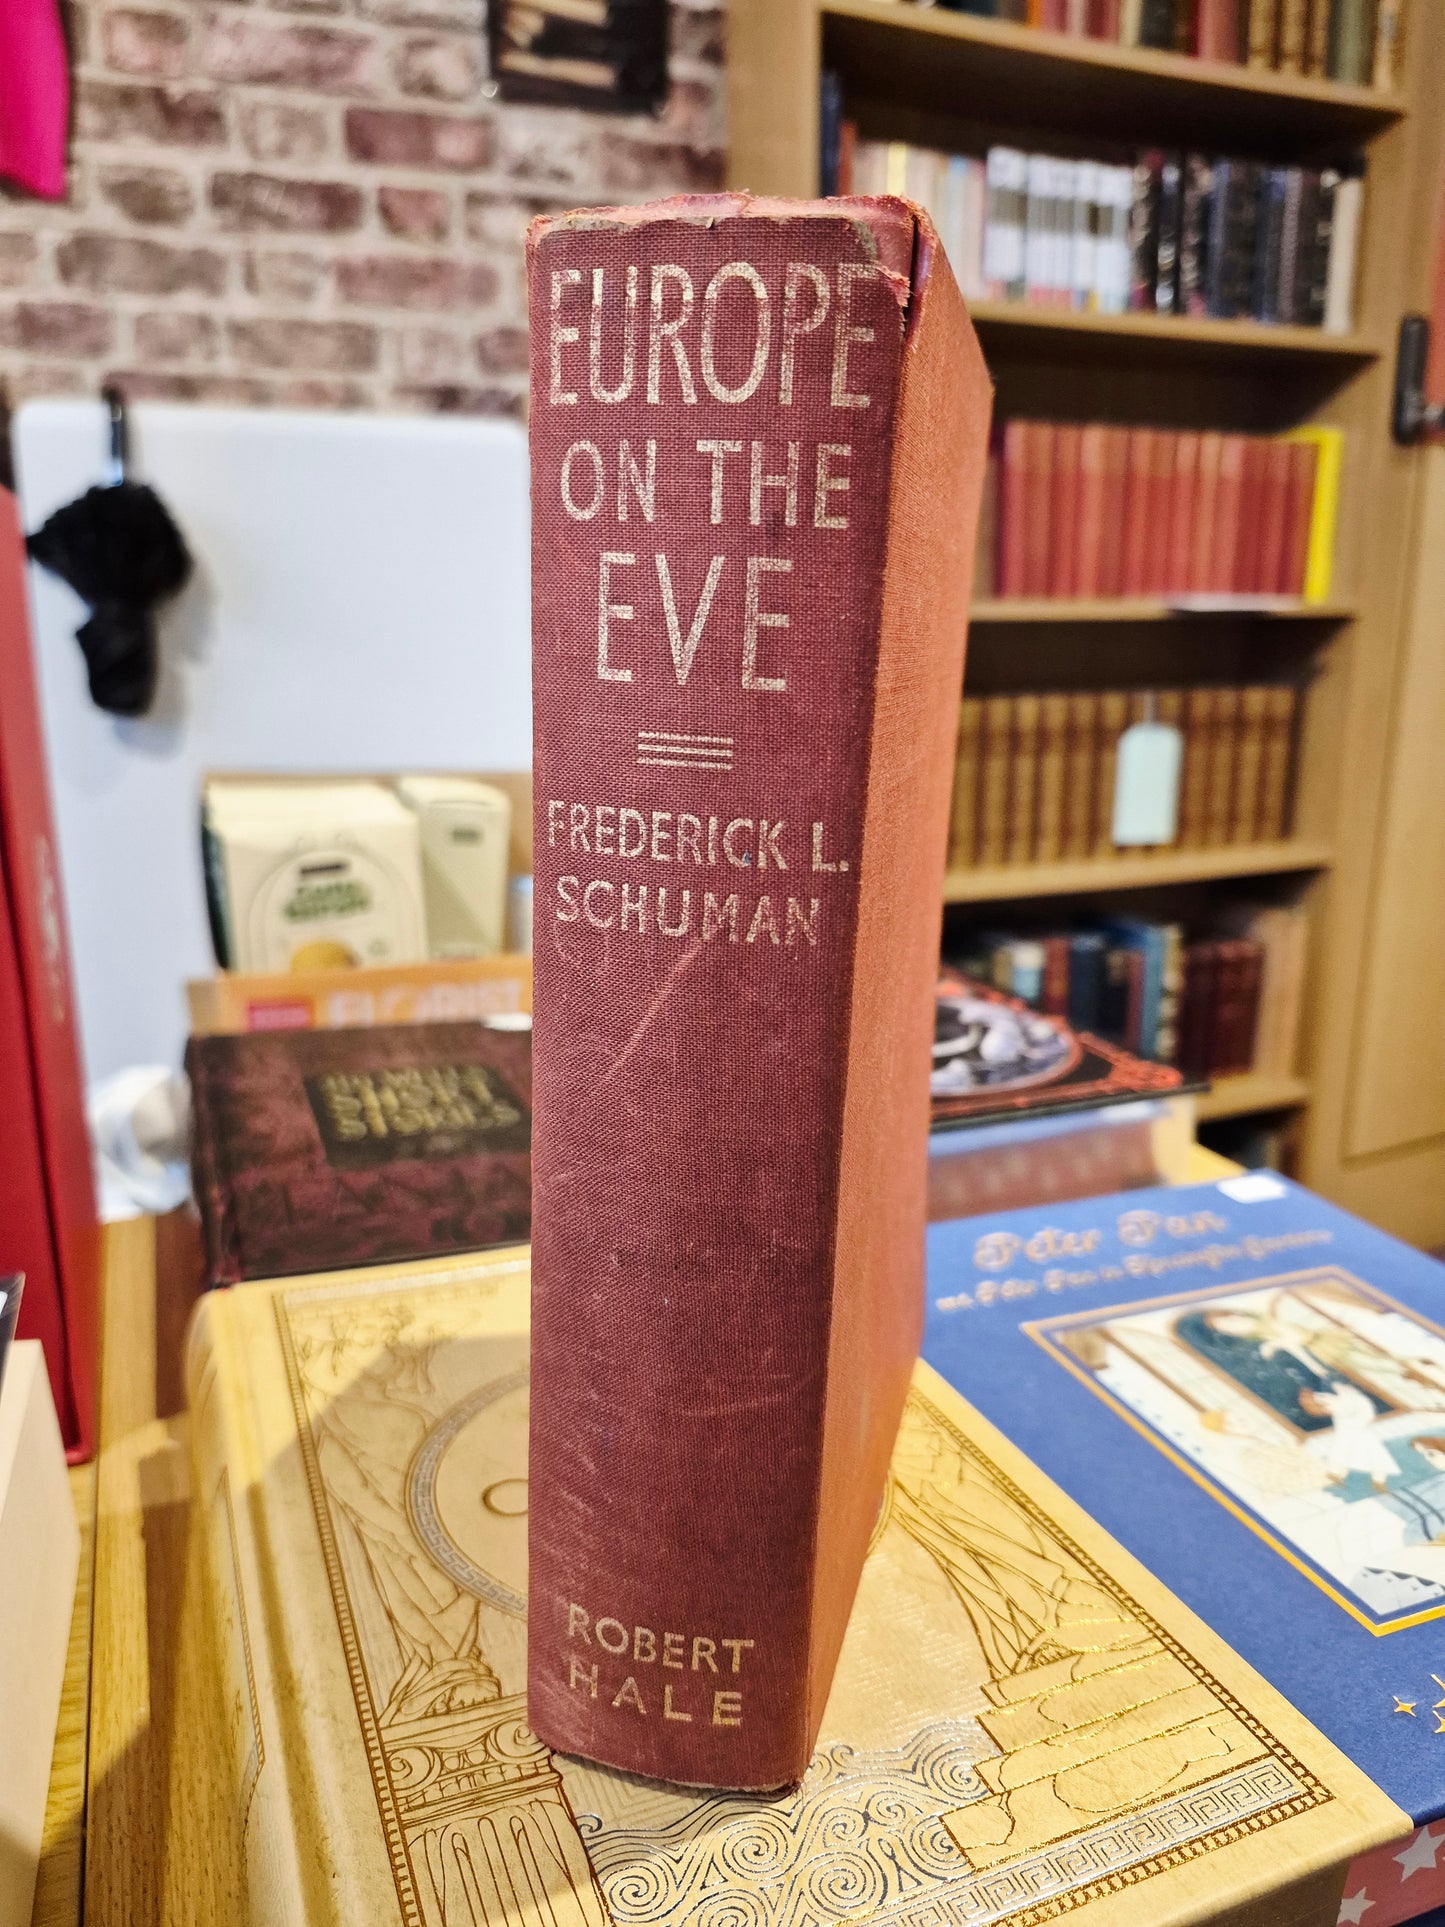 EUROPE
ON THE
EVE
FREDERICK L.
SCHUMAN
ROBERT
HALE
SHORT
STORIES
Peter Pan